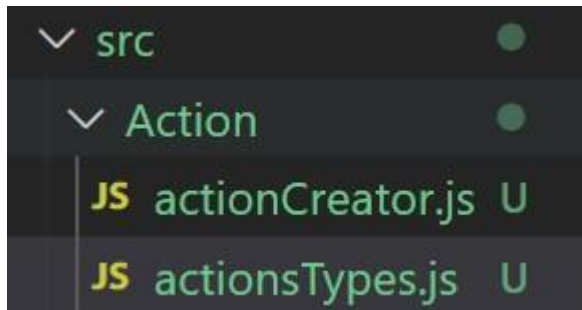 src
Action
JS actionCreator.js U
JS actionsTypes.js U